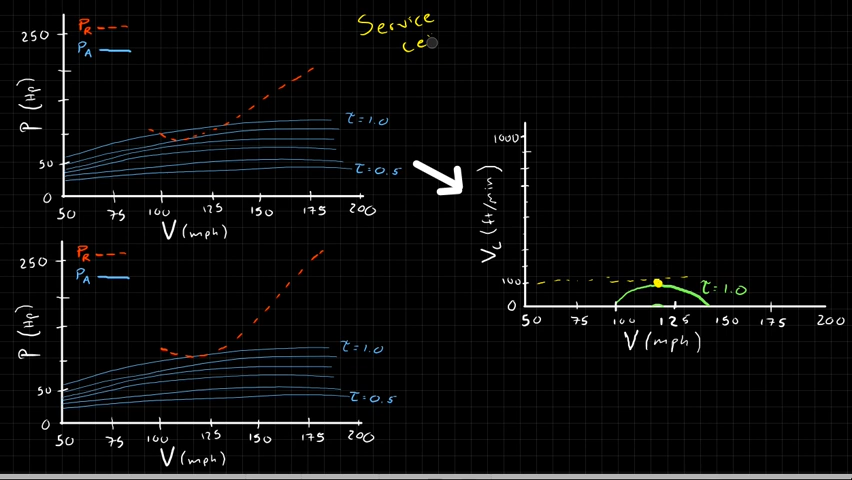 Service
cei
P_R
P_A
250
P (Hp)
50
0
τ=1.0
τ=0.5
50 75 100 125 150 175 200
V (mph)
P_R
P_A
250
P (Hp)
50
0
τ=1.0
τ=0.5
50 75 100 125 150 175 200
V (mph)
1000
V_c (ft/min)
100
0
τ=1.0
50 75 100 125 150 175 200
V (mph)